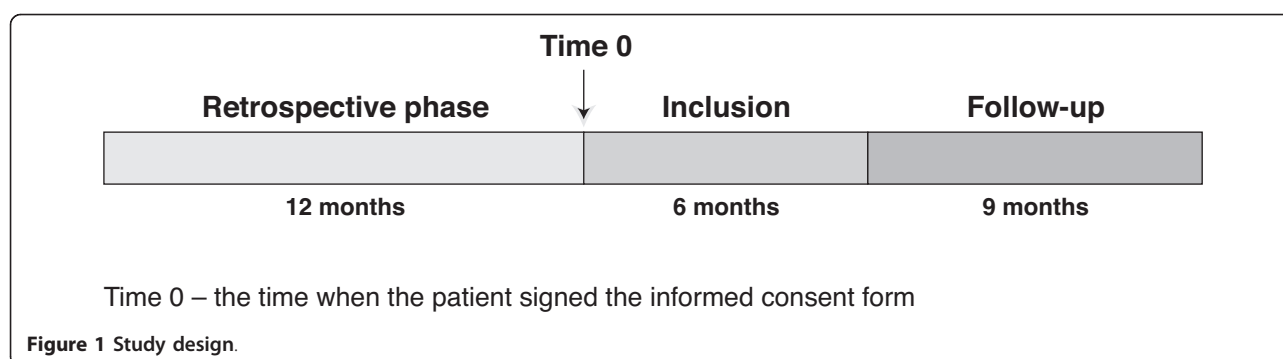 Time 0
Retrospective phase Inclusion Follow-up
12 months 6 months 9 months
Time 0 – the time when the patient signed the informed consent form
Figure 1 Study design.